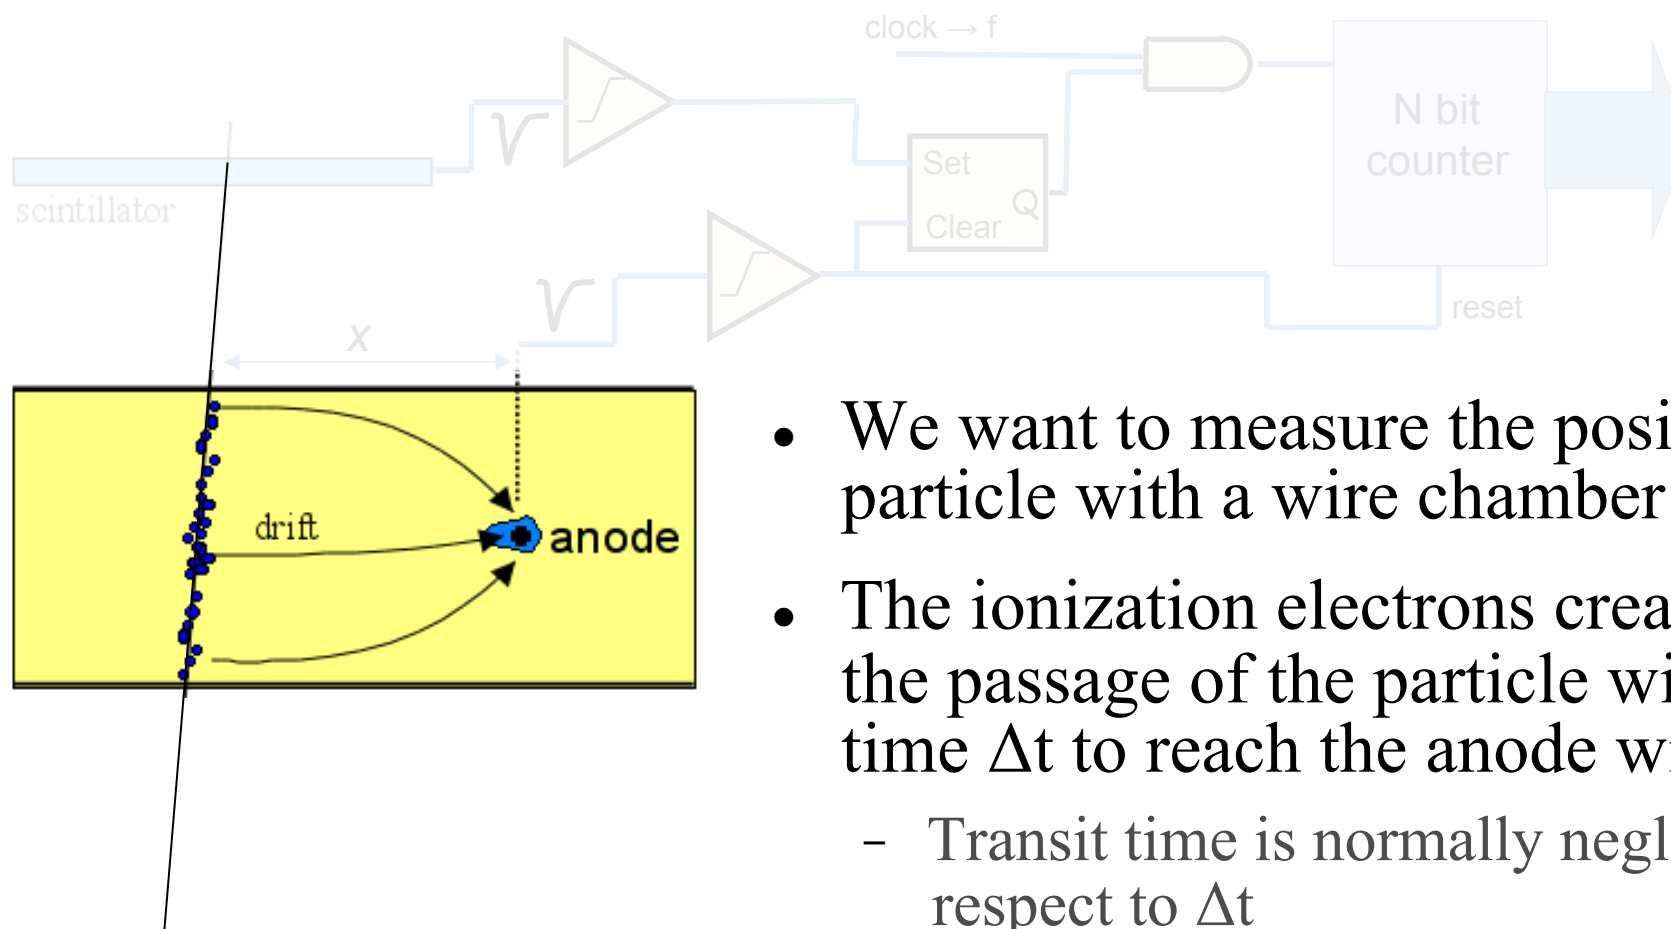 clock → f
N bit
counter
Set
Q
Clear
scintillator
reset
x
drift
anode
• We want to measure the posi
particle with a wire chamber
• The ionization electrons crea
the passage of the particle wi
time Δt to reach the anode wi
– Transit time is normally negl
respect to Δt